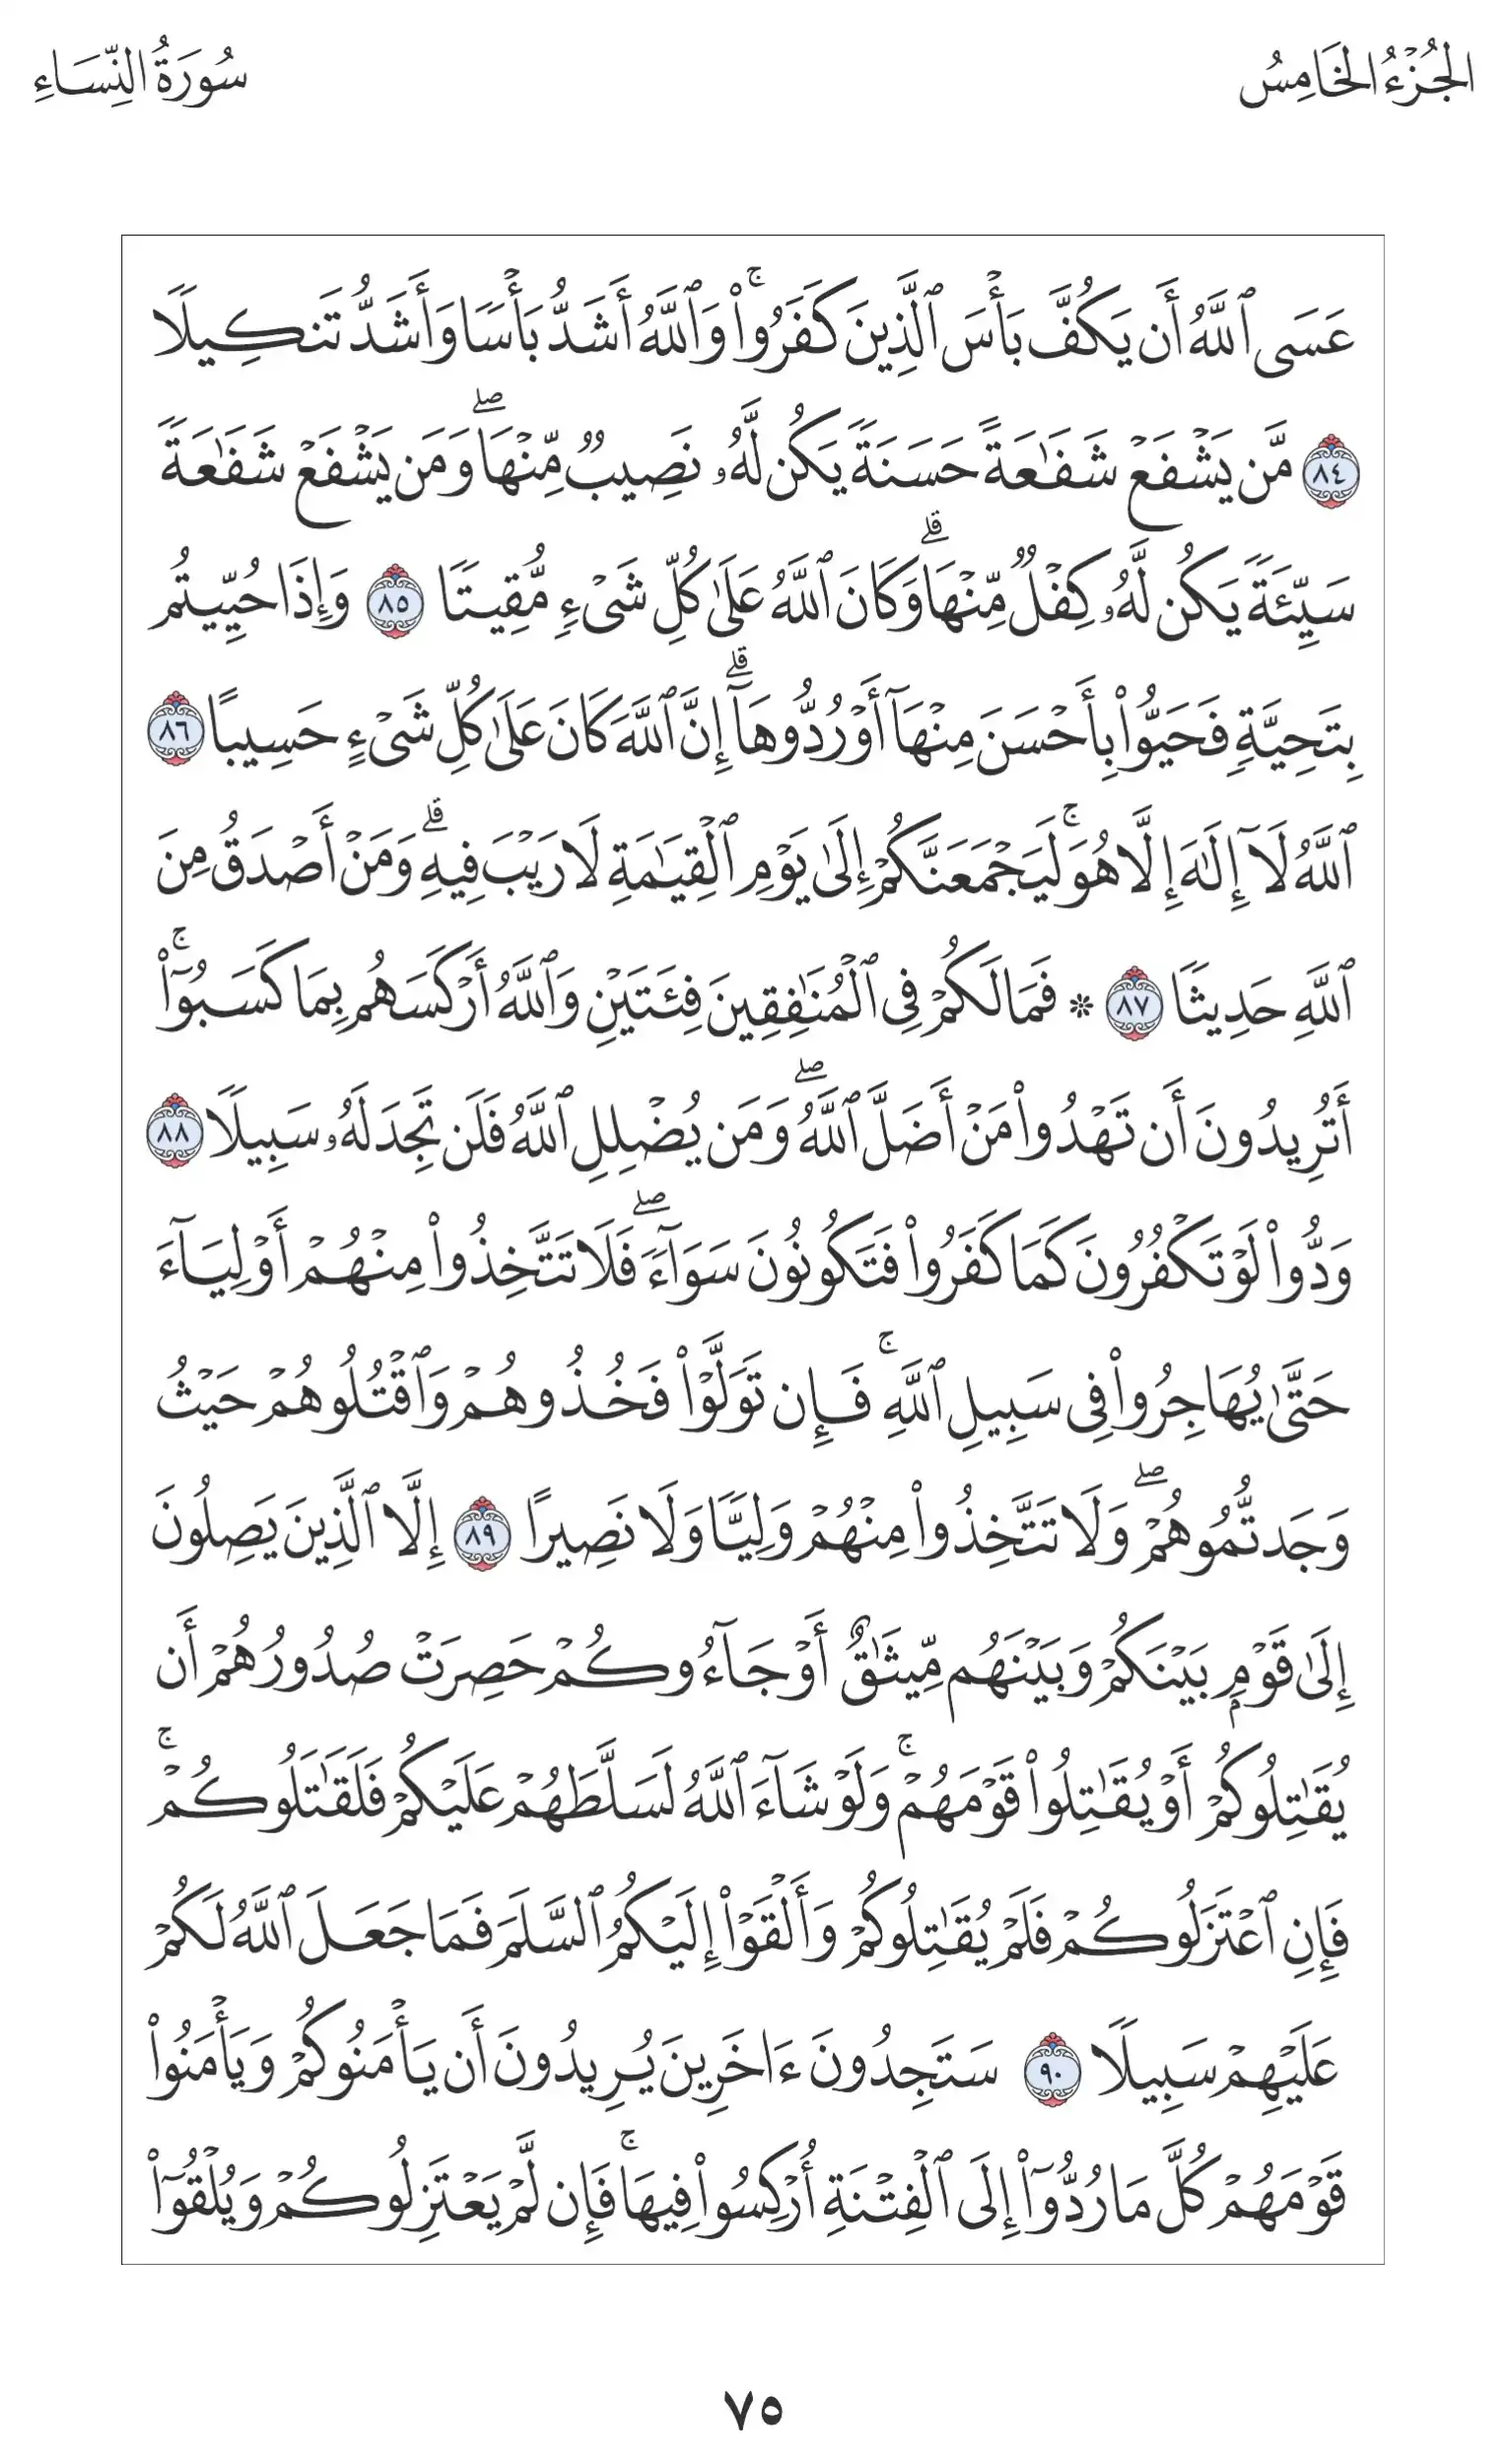 الجُزْءُ الخَامِسُ
سُورَةُ النِّسَاءِ
عَسَى ٱللَّهُ أَن يَكُفَّ بَأۡسَ ٱلَّذِينَ كَفَرُواْۚ وَٱللَّهُ أَشَدُّ بَأۡسٗا وَأَشَدُّ تَنكِيلٗا
٨٤ مَّن يَشۡفَعۡ شَفَٰعَةً حَسَنَةٗ يَكُن لَّهُۥ نَصِيبٞ مِّنۡهَاۖ وَمَن يَشۡفَعۡ شَفَٰعَةٗ
سَيِّئَةٗ يَكُن لَّهُۥ كِفۡلٞ مِّنۡهَاۗ وَكَانَ ٱللَّهُ عَلَىٰ كُلِّ شَيۡءٖ مُّقِيتٗا ٨٥ وَإِذَا حُيِّيتُم
بِتَحِيَّةٖ فَحَيُّواْ بِأَحۡسَنَ مِنۡهَآ أَوۡ رُدُّوهَآۗ إِنَّ ٱللَّهَ كَانَ عَلَىٰ كُلِّ شَيۡءٍ حَسِيبًا ٨٦
ٱللَّهُ لَآ إِلَٰهَ إِلَّا هُوَۚ لَيَجۡمَعَنَّكُمۡ إِلَىٰ يَوۡمِ ٱلۡقِيَٰمَةِ لَا رَيۡبَ فِيهِۗ وَمَنۡ أَصۡدَقُ مِنَ
ٱللَّهِ حَدِيثٗا ٨٧ * فَمَا لَكُمۡ فِي ٱلۡمُنَٰفِقِينَ فِئَتَيۡنِ وَٱللَّهُ أَرۡكَسَهُم بِمَا كَسَبُوٓاْۚ
أَتُرِيدُونَ أَن تَهۡدُواْ مَنۡ أَضَلَّ ٱللَّهُۖ وَمَن يُضۡلِلِ ٱللَّهُ فَلَن تَجِدَ لَهُۥ سَبِيلٗا ٨٨
وَدُّواْ لَوۡ تَكۡفُرُونَ كَمَا كَفَرُواْ فَتَكُونُونَ سَوَآءٗۖ فَلَا تَتَّخِذُواْ مِنۡهُمۡ أَوۡلِيَآءَ
حَتَّىٰ يُهَاجِرُواْ فِي سَبِيلِ ٱللَّهِۚ فَإِن تَوَلَّوۡاْ فَخُذُوهُمۡ وَٱقۡتُلُوهُمۡ حَيۡثُ
وَجَدتُّمُوهُمۡۖ وَلَا تَتَّخِذُواْ مِنۡهُمۡ وَلِيّٗا وَلَا نَصِيرًا ٨٩ إِلَّا ٱلَّذِينَ يَصِلُونَ
إِلَىٰ قَوۡمِۭ بَيۡنَكُمۡ وَبَيۡنَهُم مِّيثَٰقٌ أَوۡ جَآءُوكُمۡ حَصِرَتۡ صُدُورُهُمۡ أَن
يُقَٰتِلُوكُمۡ أَوۡ يُقَٰتِلُواْ قَوۡمَهُمۡۚ وَلَوۡ شَآءَ ٱللَّهُ لَسَلَّطَهُمۡ عَلَيۡكُمۡ فَلَقَٰتَلُوكُمۡۚ
فَإِنِ ٱعۡتَزَلُوكُمۡ فَلَمۡ يُقَٰتِلُوكُمۡ وَأَلۡقَوۡاْ إِلَيۡكُمُ ٱلسَّلَمَ فَمَا جَعَلَ ٱللَّهُ لَكُمۡ
عَلَيۡهِمۡ سَبِيلٗا ٩٠ سَتَجِدُونَ ءَاخَرِينَ يُرِيدُونَ أَن يَأۡمَنُوكُمۡ وَيَأۡمَنُواْ
قَوۡمَهُمۡ كُلَّ مَا رُدُّوٓاْ إِلَى ٱلۡفِتۡنَةِ أُرۡكِسُواْ فِيهَاۚ فَإِن لَّمۡ يَعۡتَزِلُوكُمۡ وَيُلۡقُوٓاْ
٧٥